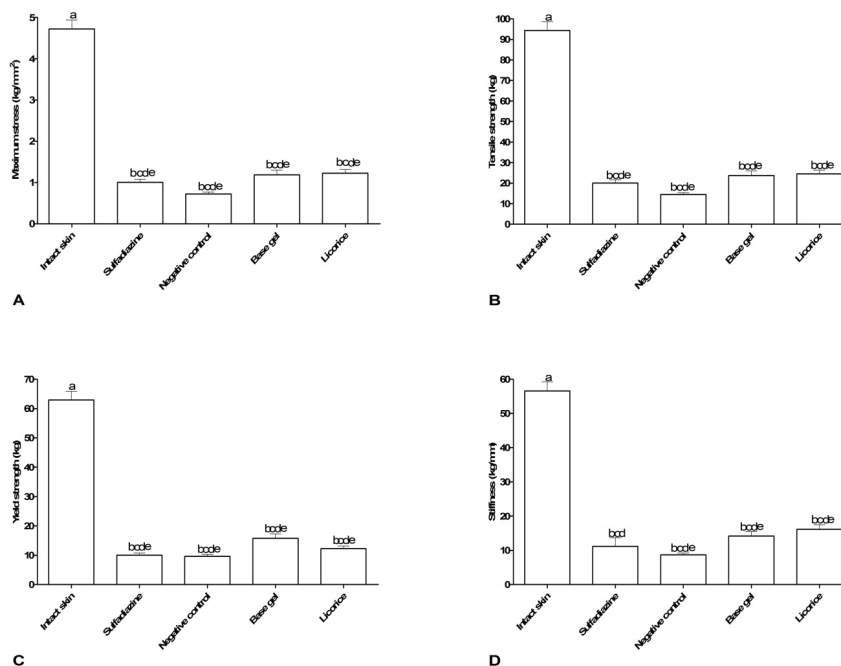 a
bcde
bcde
bcde
bcde
5
4
3
2
1
0
Maximum stress (kg/mm²)
Intact skin
Sulfadiazine
Negative control
Base gel
Licorice
A
a
bcde
bcde
bcde
bcde
100
90
80
70
60
50
40
30
20
10
0
Tensile strength (kg)
Intact skin
Sulfadiazine
Negative control
Base gel
Licorice
B
a
bcde
bcde
bcde
bcde
70
60
50
40
30
20
10
0
Yield strength (kg)
Intact skin
Sulfadiazine
Negative control
Base gel
Licorice
C
a
bcd
bcde
bcde
bcde
60
50
40
30
20
10
0
Stiffness (kg/mm)
Intact skin
Sulfadiazine
Negative control
Base gel
Licorice
D